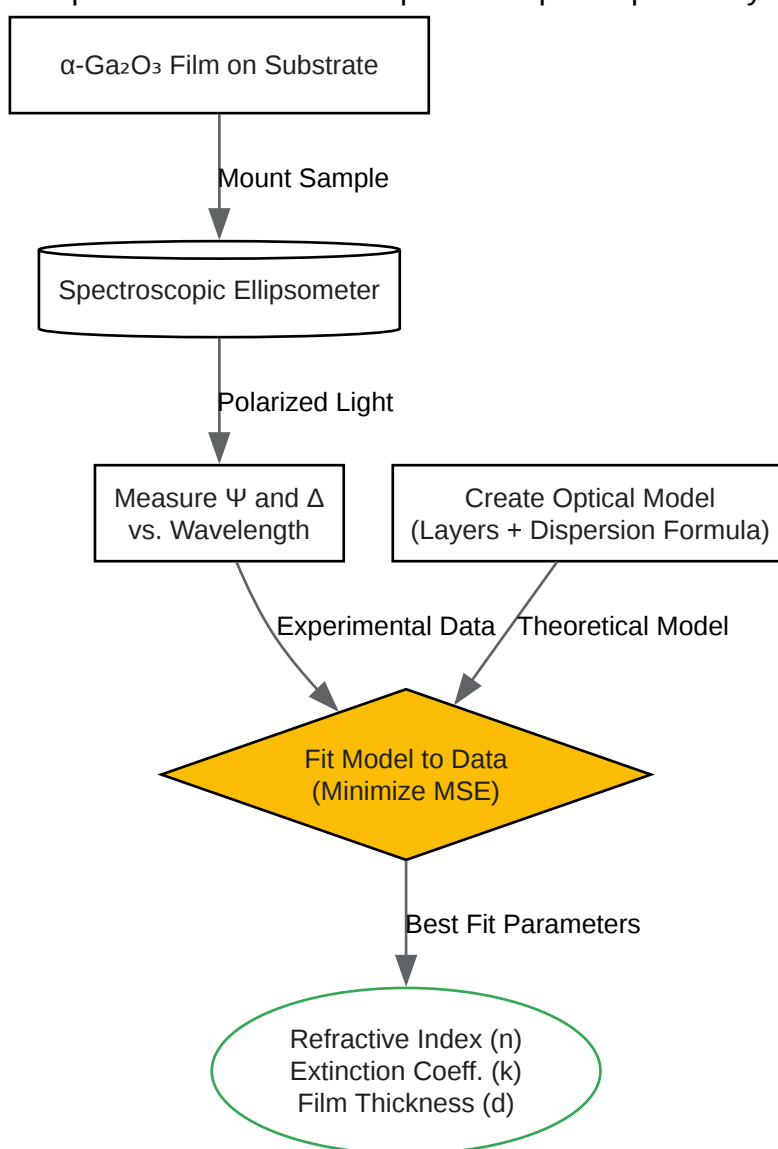 α-Ga₂O₃ Film on Substrate
Mount Sample
Spectroscopic Ellipsometer
Polarized Light
Measure Ψ and Δ
vs. Wavelength
Create Optical Model
(Layers + Dispersion Formula)
Experimental Data
Theoretical Model
Fit Model to Data
(Minimize MSE)
Best Fit Parameters
Refractive Index (n)
Extinction Coeff. (k)
Film Thickness (d)